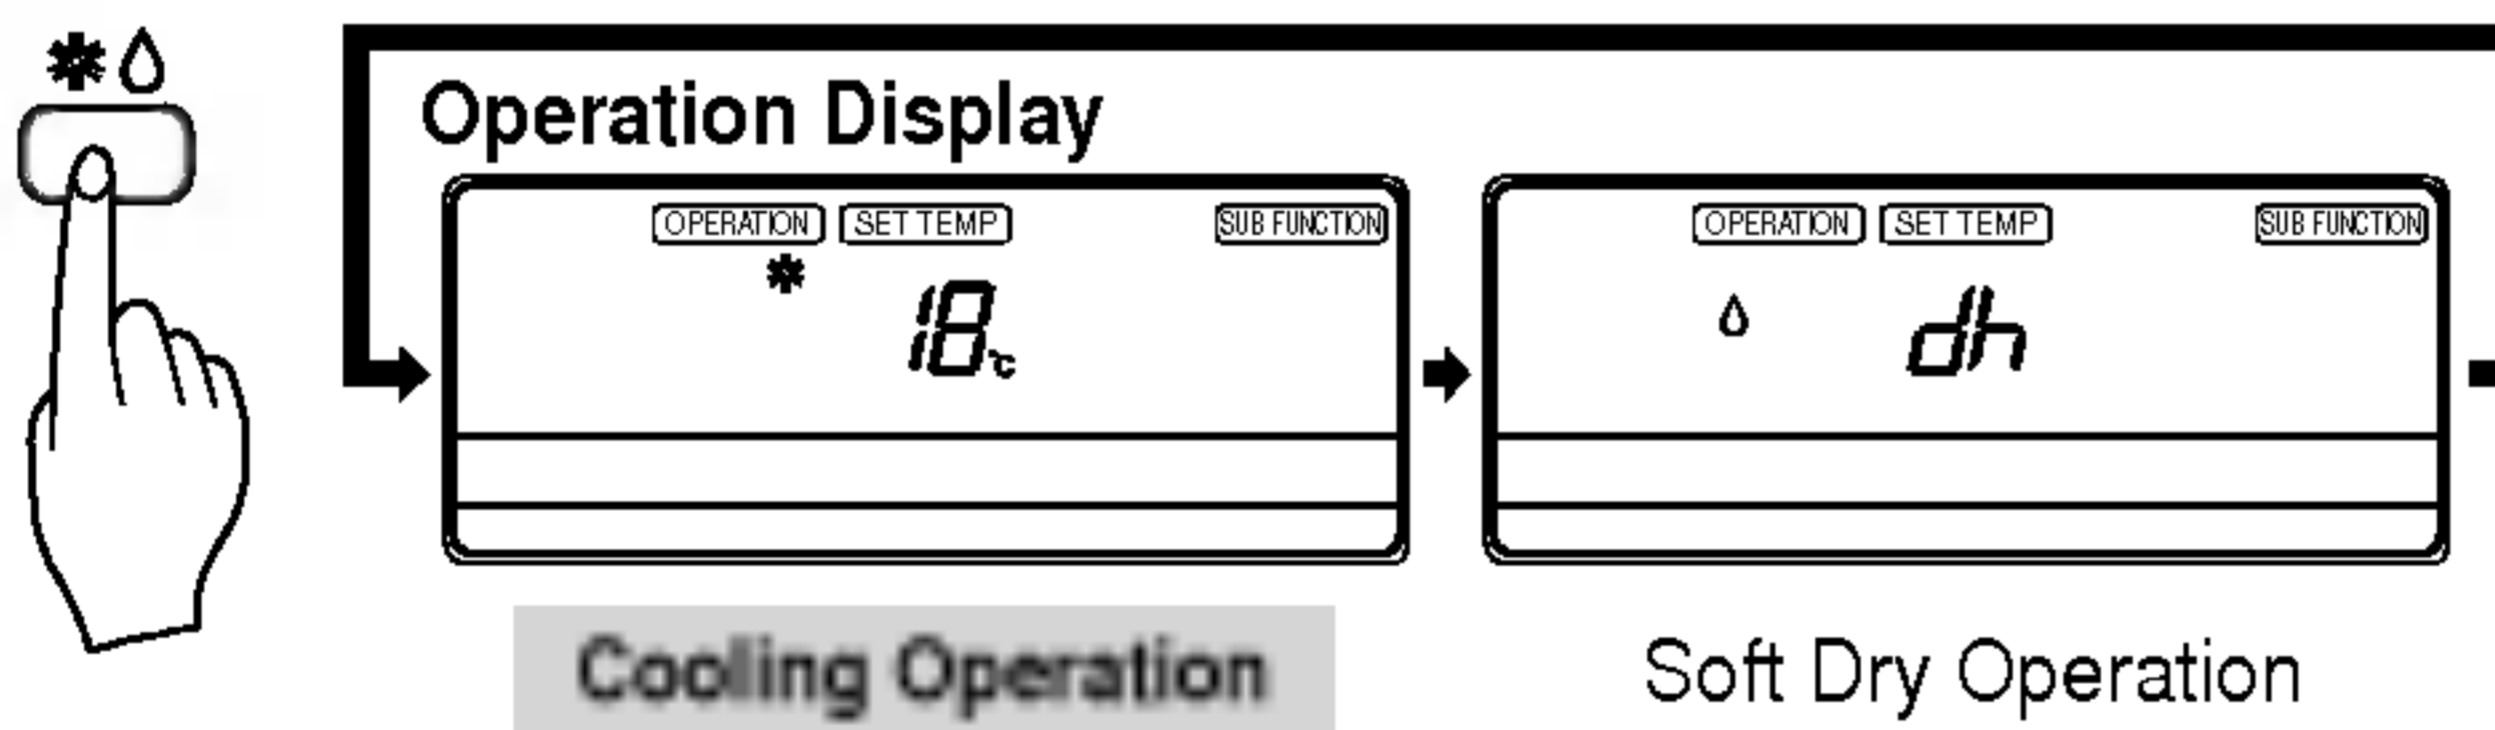 Operation Display
OPERATION SET TEMP SUB FUNCTION
18°C
OPERATION SET TEMP SUB FUNCTION
dh
Cooling Operation
Soft Dry Operation